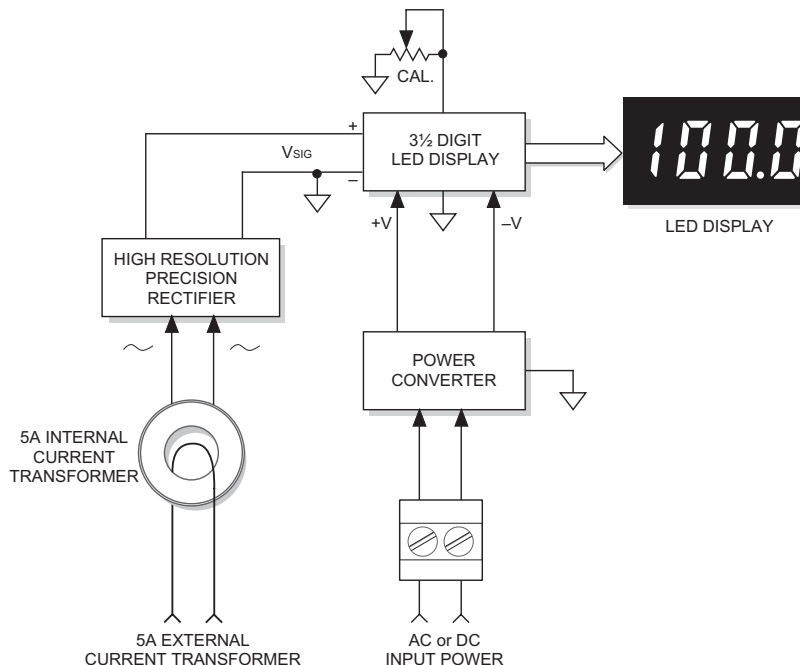 CAL.
+
VSIG
–
3½ DIGIT
LED DISPLAY
100.0
LED DISPLAY
+V
–V
HIGH RESOLUTION
PRECISION
RECTIFIER
POWER
CONVERTER
5A INTERNAL
CURRENT
TRANSFORMER
5A EXTERNAL
CURRENT TRANSFORMER
AC or DC
INPUT POWER